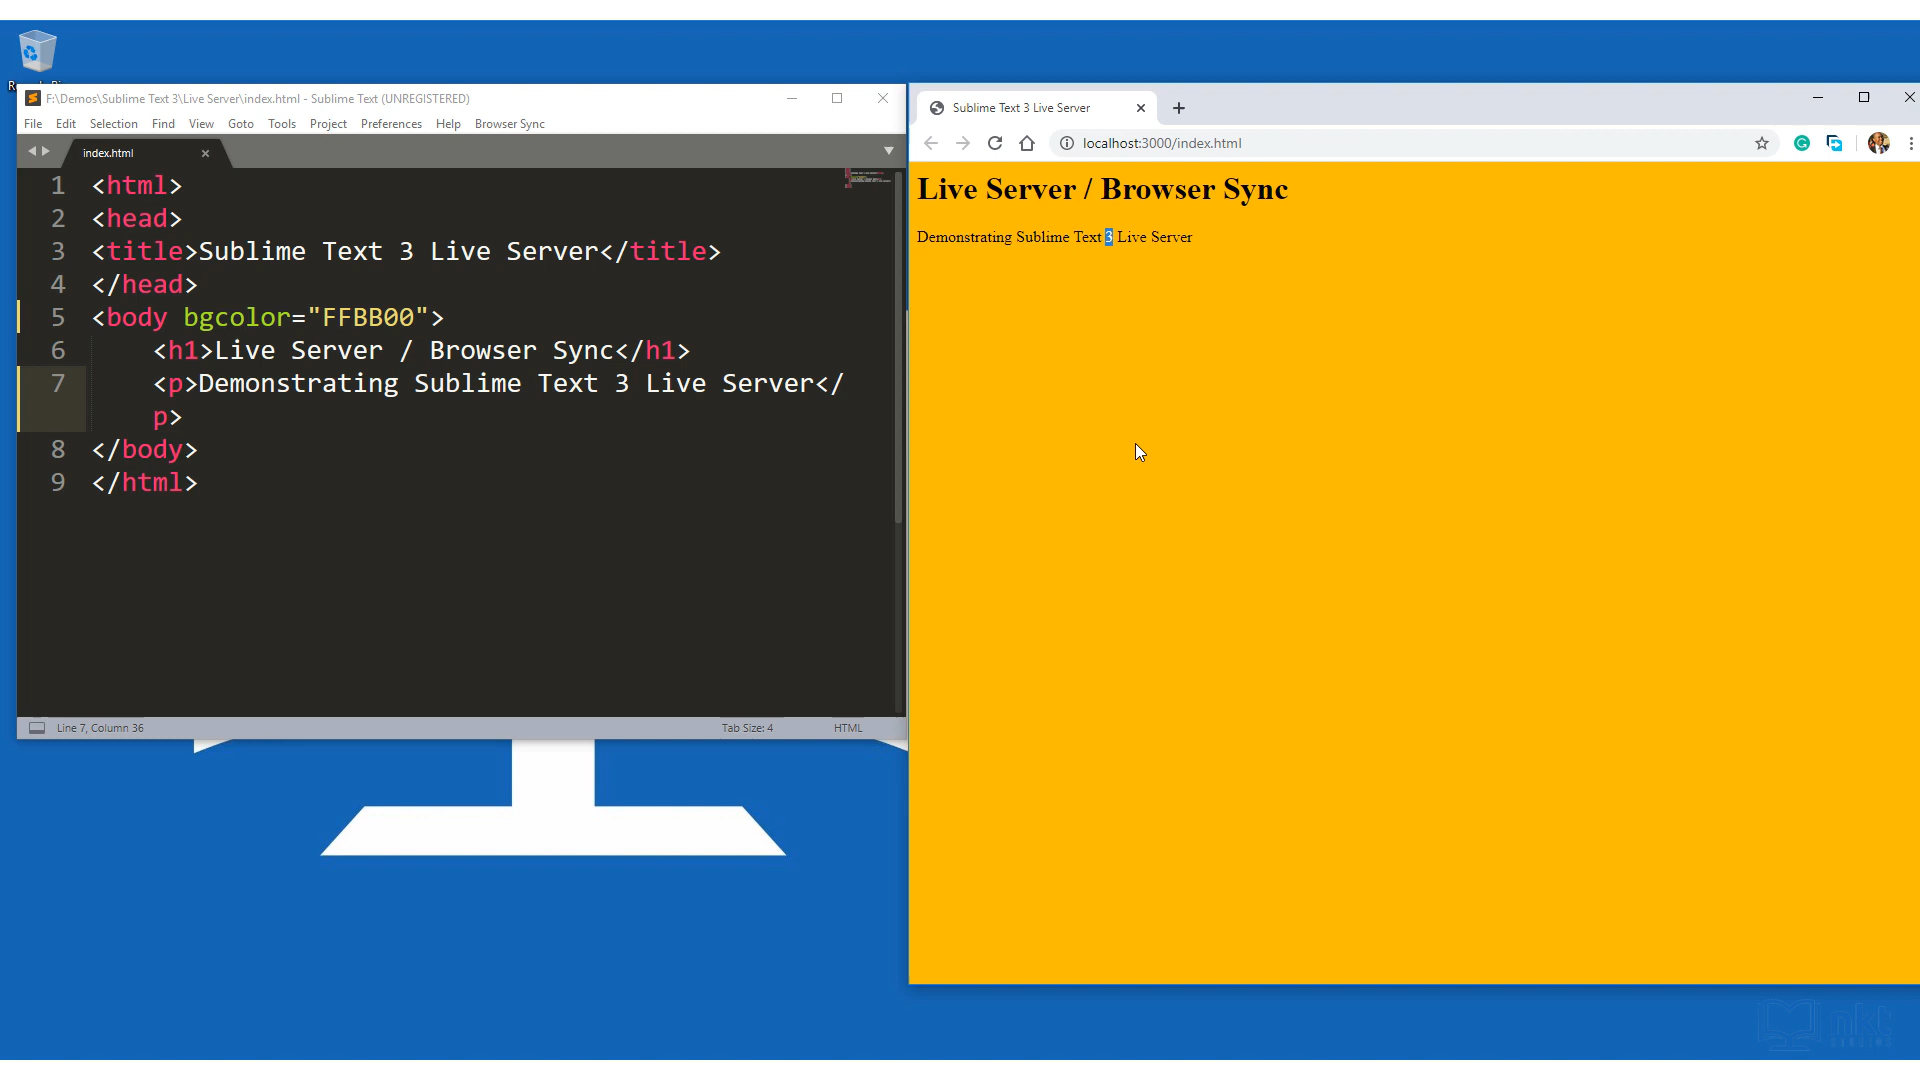 F:\Demos\Sublime Text 3\Live Server\index.html - Sublime Text (UNREGISTERED)
File Edit Selection Find View Goto Tools Project Preferences Help Browser Sync
index.html
1 <html>
2 <head>
3 <title>Sublime Text 3 Live Server</title>
4 </head>
5 <body bgcolor="FFBB00">
6 <h1>Live Server / Browser Sync</h1>
7 <p>Demonstrating Sublime Text 3 Live Server</
p>
8 </body>
9 </html>
Line 7, Column 36
Tab Size: 4
HTML
Sublime Text 3 Live Server
localhost:3000/index.html
Live Server / Browser Sync
Demonstrating Sublime Text 3 Live Server
nkt